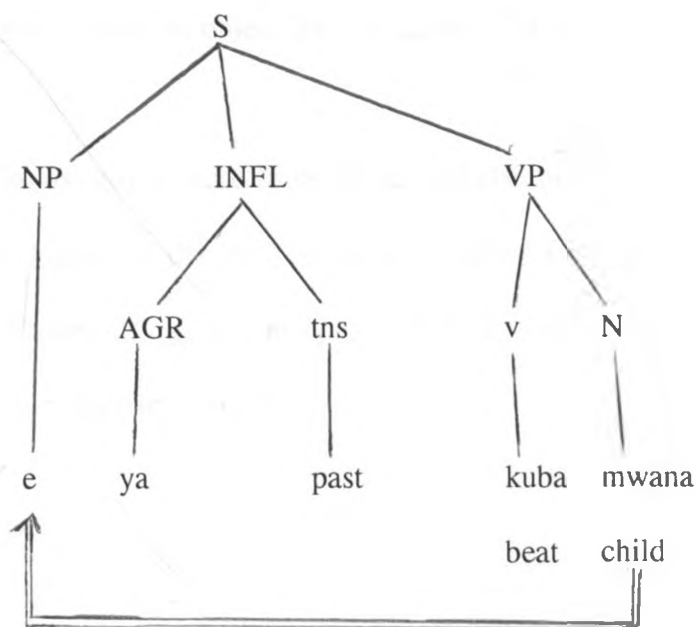 S
NP INFL VP
AGR tns v N
e ya past kuba mwana
beat child